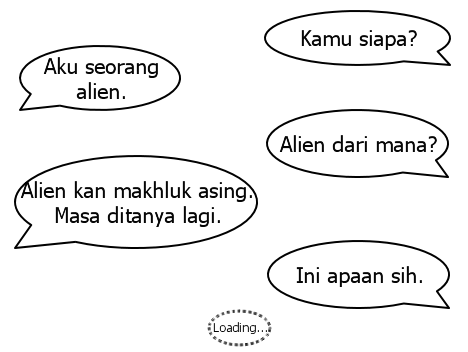 Kamu siapa?
Aku seorang
alien.
Alien dari mana?
Alien kan makhluk asing.
Masa ditanya lagi.
Ini apaan sih.
Loading...